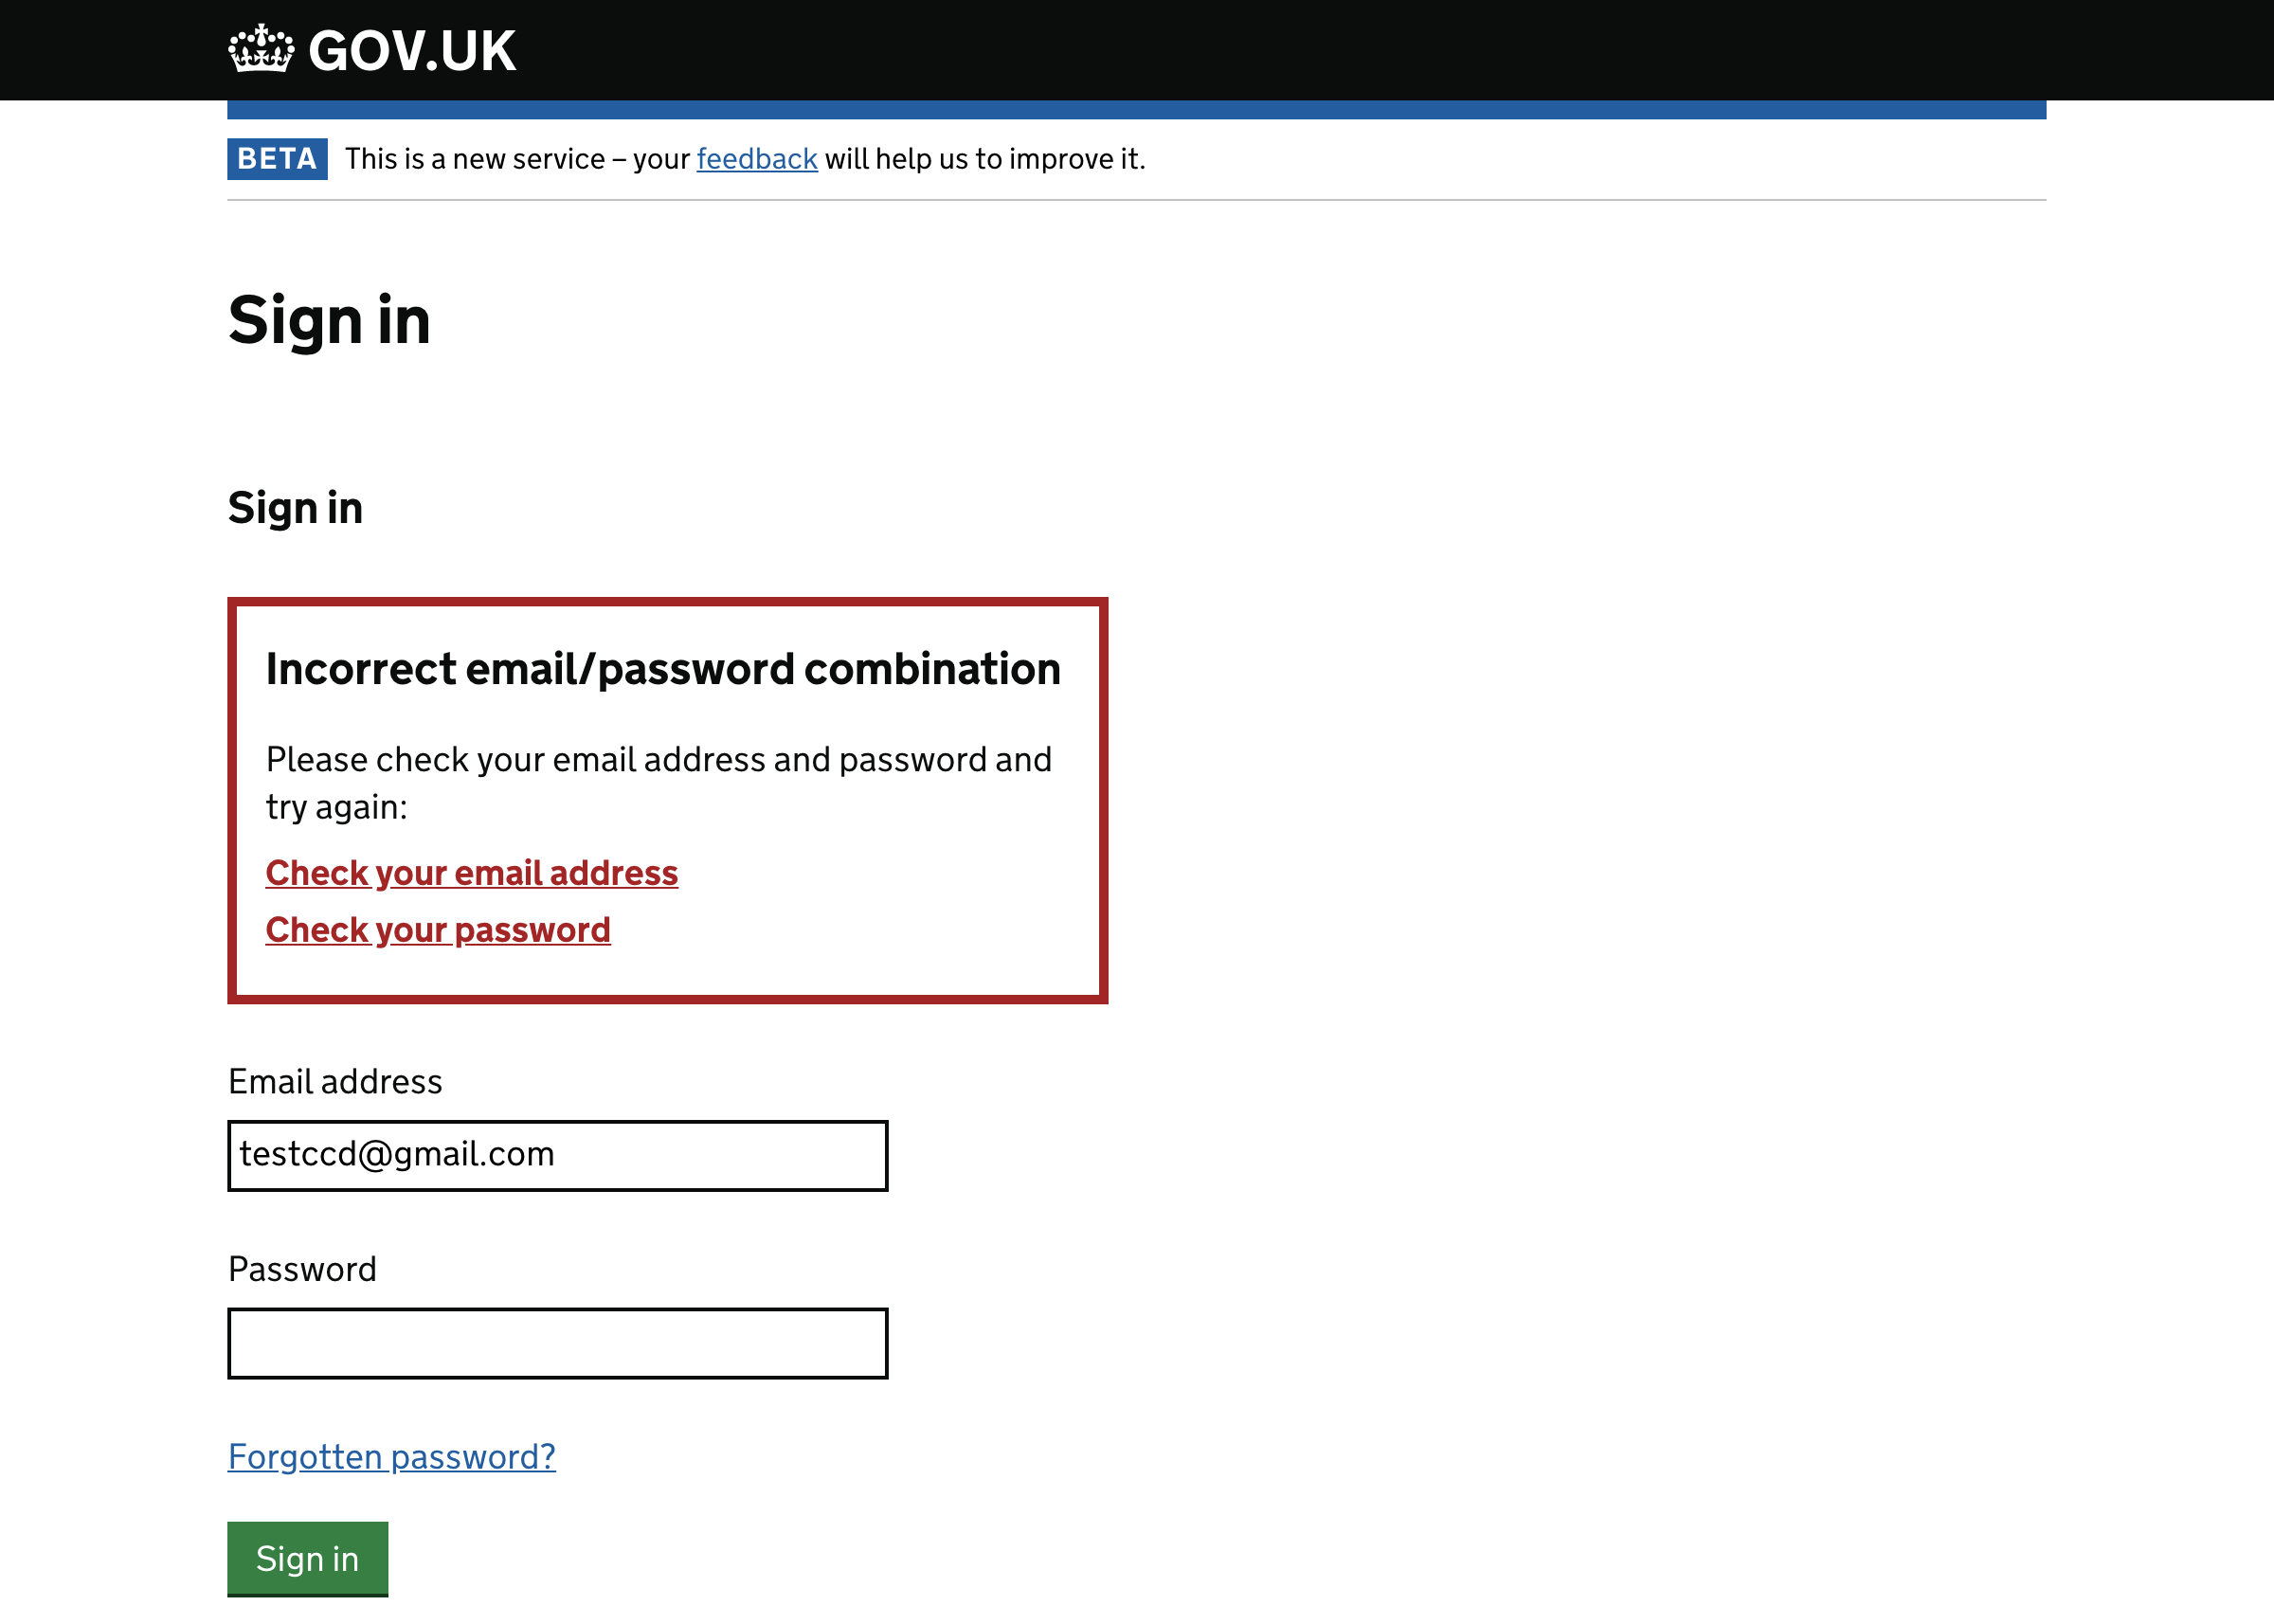 GOV.UK
BETA This is a new service – your feedback will help us to improve it.
Sign in
Sign in
Incorrect email/password combination
Please check your email address and password and
try again:
Check your email address
Check your password
Email address
testccd@gmail.com
Password
Forgotten password?
Sign in